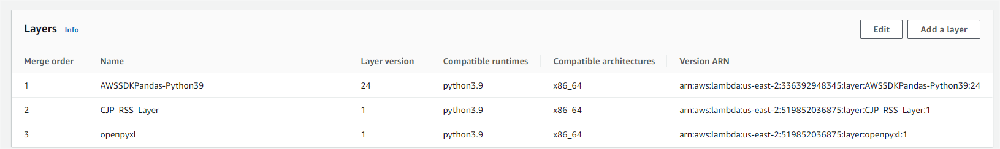 Layers Info Edit Add a layer
Merge order Name Layer version Compatible runtimes Compatible architectures Version ARN
1 AWSSDKPandas-Python39 24 python3.9 x86_64 arn:aws:lambda:us-east-2:336392948345:layer:AWSSDKPandas-Python39:24
2 CJP_RSS_Layer 1 python3.9 x86_64 arn:aws:lambda:us-east-2:519852036875:layer:CJP_RSS_Layer:1
3 openpyxl 1 python3.9 x86_64 arn:aws:lambda:us-east-2:519852036875:layer:openpyxl:1